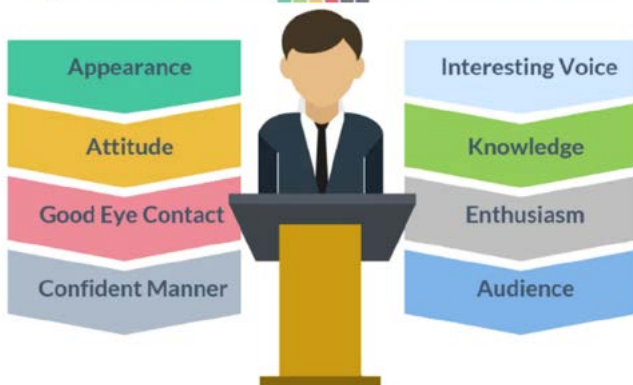 Appearance
Attitude
Good Eye Contact
Confident Manner
Interesting Voice
Knowledge
Enthusiasm
Audience